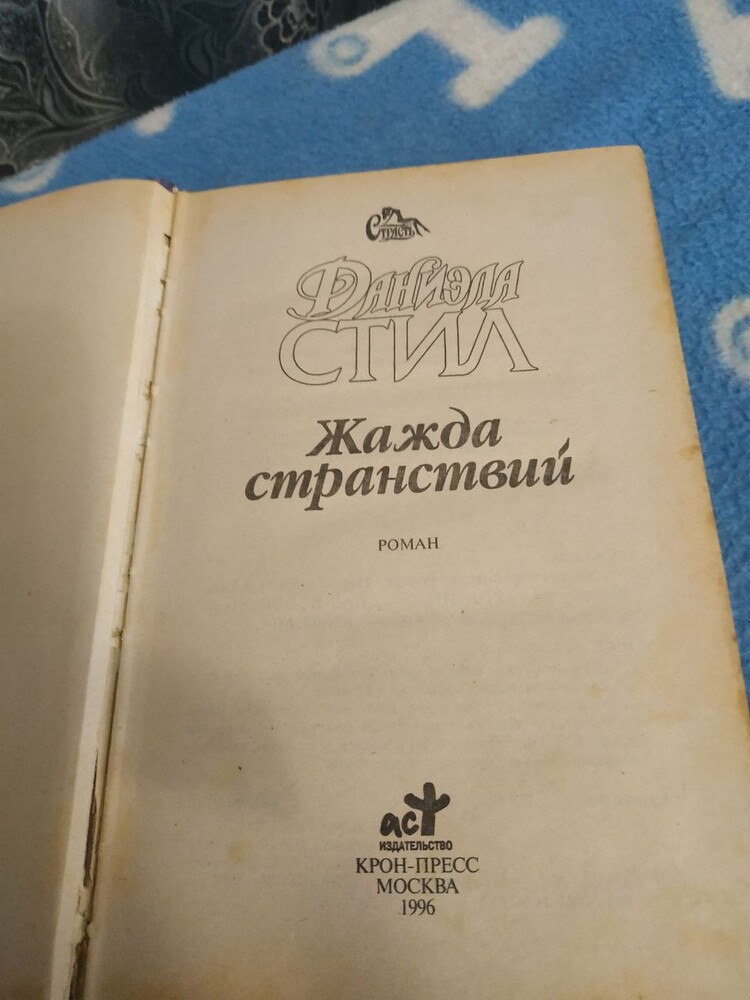 Страсть
Даниэла
СТИЛ
Жажда
странствий
РОМАН
аст
ИЗДАТЕЛЬСТВО
КРОН-ПРЕСС
МОСКВА
1996